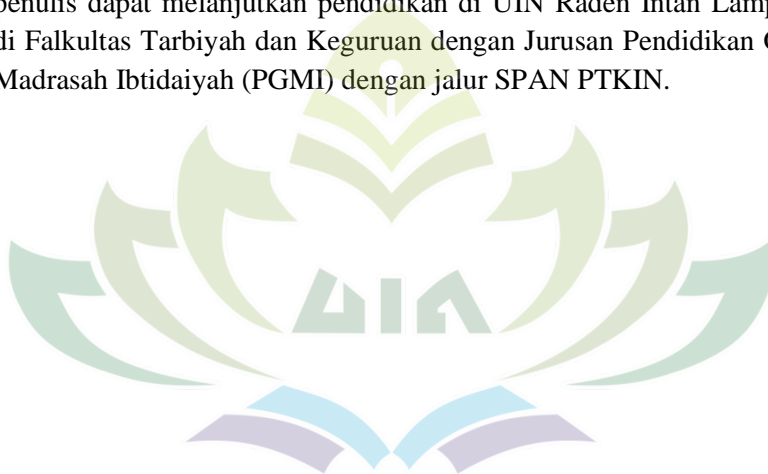 penulis dapat melanjutkan pendidikan di UIN Raden Intan
di Falkultas Tarbiyah dan Keguruan dengan Jurusan Pendidikan
Madrasah Ibtidaiyah (PGMI) dengan jalur SPAN PTKIN.
UIN